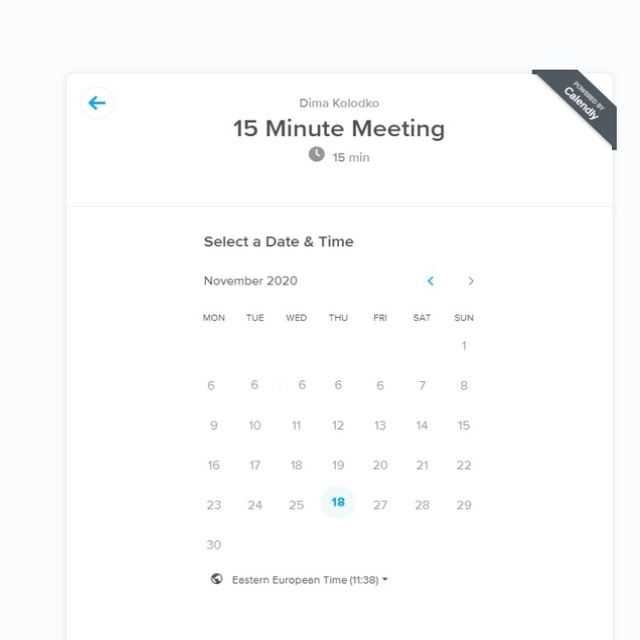 POWERED BY
Calendly
Dima Kolodko
15 Minute Meeting
15 min
Select a Date & Time
November 2020
MON TUE WED THU FRI SAT SUN
1
6 6 6 6 6 7 8
9 10 11 12 13 14 15
16 17 18 19 20 21 22
23 24 25 18 27 28 29
30
Eastern European Time (11:38)